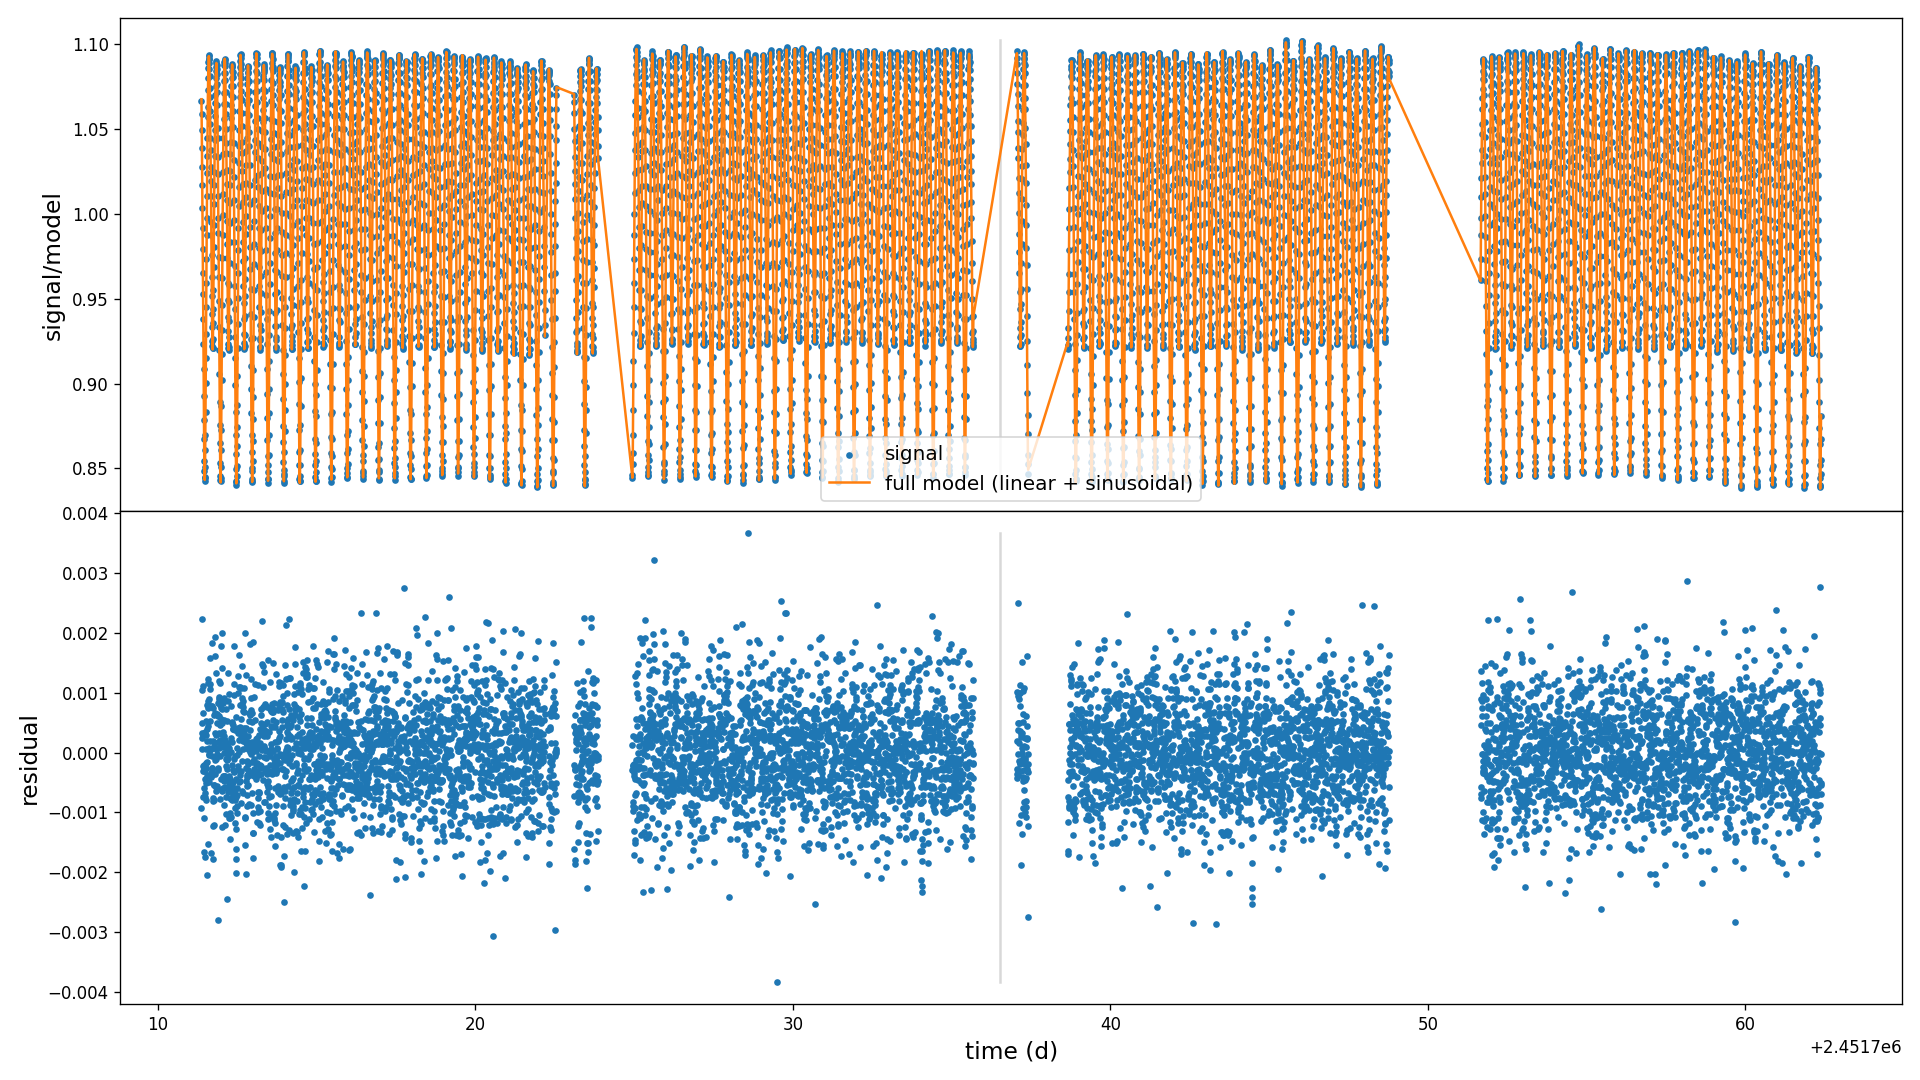 1.10
1.05
1.00
0.95
0.90
0.85
signal/model
signal
full model (linear + sinusoidal)
0.004
0.003
0.002
0.001
0.000
−0.001
−0.002
−0.003
−0.004
residual
10 20 30 40 50 60
time (d)
+2.4517e6